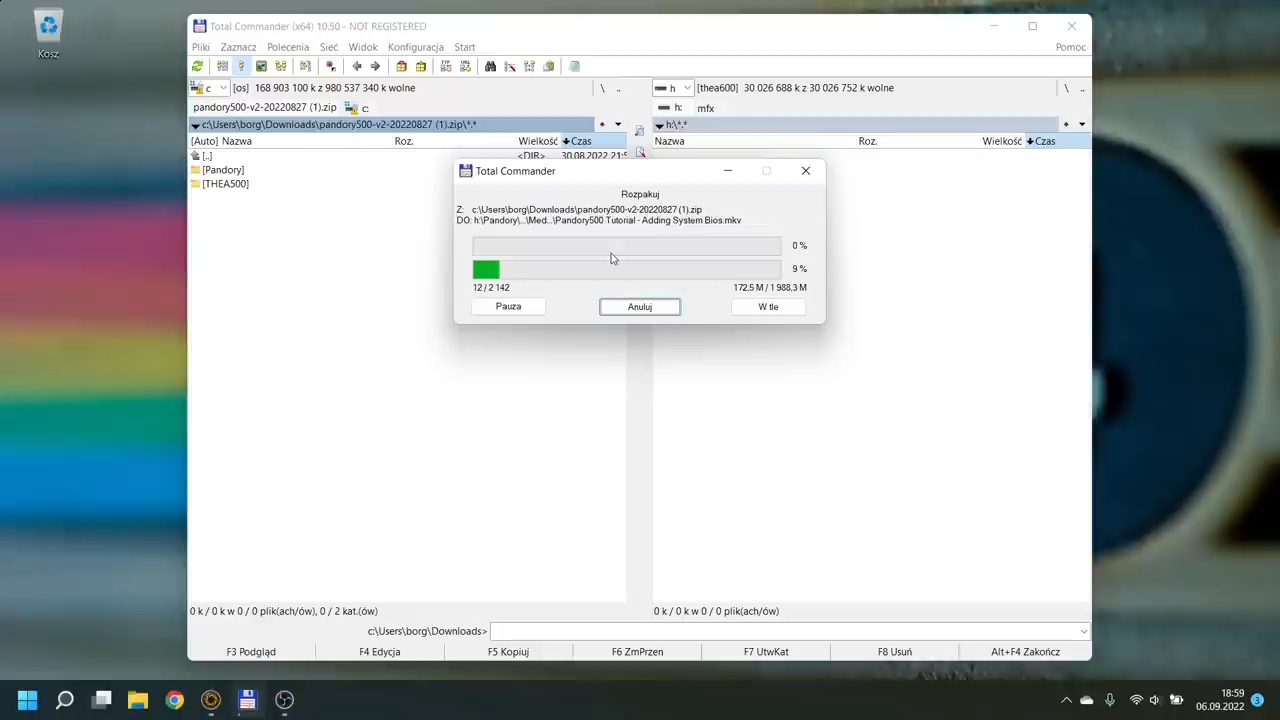 Kosz
Total Commander (x64) 10.50 - NOT REGISTERED
Pliki Zaznacz Polecenia Sieć Widok Konfiguracja Start Pomoc
c [os] 168 903 100 k z 980 537 340 k wolne \ ..
h [thea600] 30 026 688 k z 30 026 752 k wolne \ ..
pandory500-v2-20220827 (1).zip c:
h: mfx
c:\Users\borg\Downloads\pandory500-v2-20220827 (1).zip\*.*
h:\*.*
[Auto] Nazwa Roz. Wielkość Czas
Nazwa Roz. Wielkość Czas
[..] <DIR> 30.08.2022 21:5
[Pandory]
[THEA500]
Total Commander
Rozpakuj
Z: c:\Users\borg\Downloads\pandory500-v2-20220827 (1).zip
DO: h:\Pandory\...\Med...\Pandory500 Tutorial - Adding System Bios.mkv
0 %
9 %
12 / 2 142 172.5 M / 1 988,3 M
Pauza Anuluj W tle
0 k / 0 k w 0 / 0 plik(ach/ów), 0 / 2 kat.(ów)
0 k / 0 k w 0 / 0 plik(ach/ów)
c:\Users\borg\Downloads>
F3 Podgląd F4 Edycja F5 Kopiuj F6 ZmPrzen F7 UtwKat F8 Usuń Alt+F4 Zakończ
18:59
06.09.2022
3